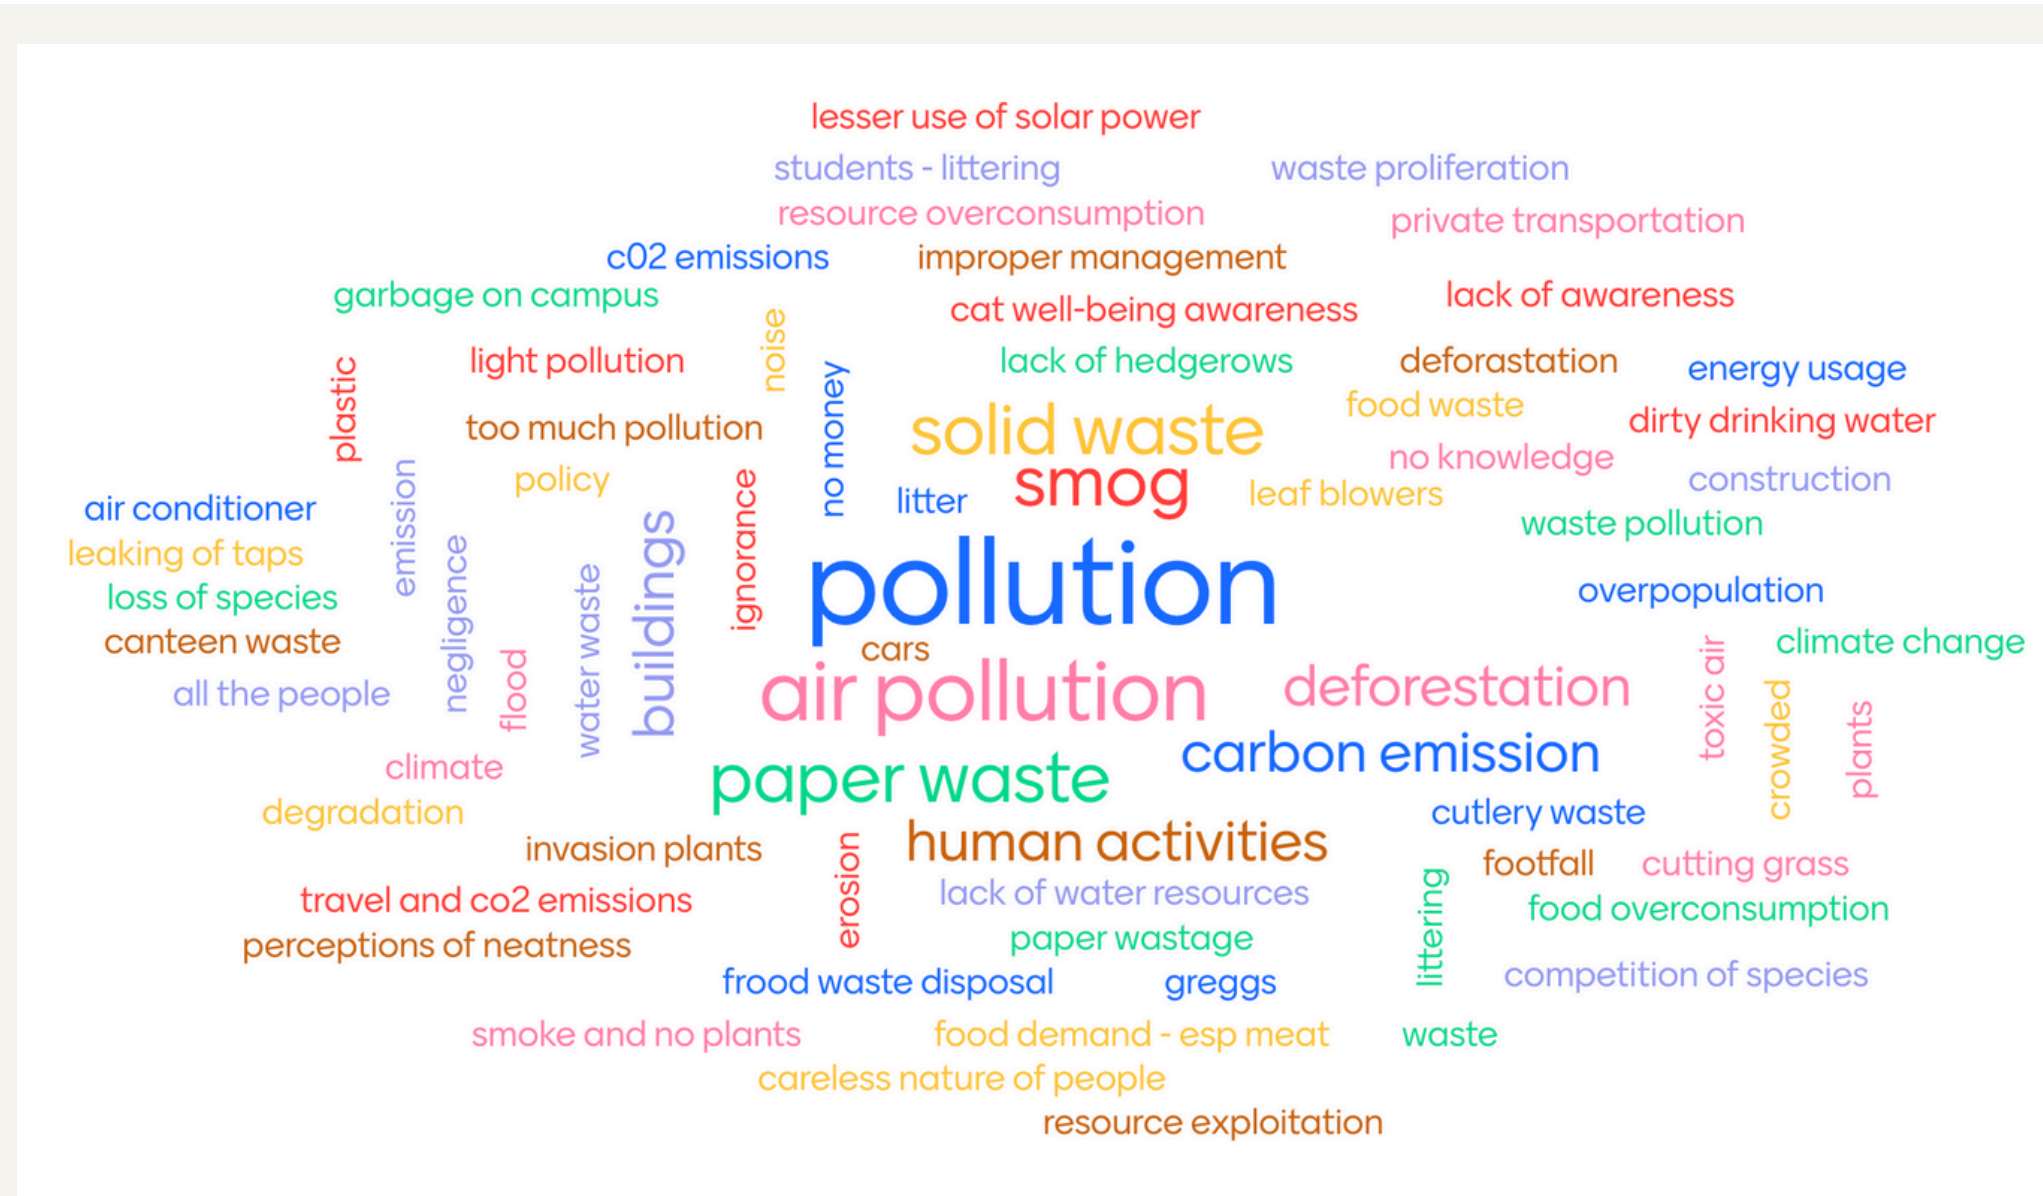 lesser use of solar power
students - littering
waste proliferation
resource overconsumption
private transportation
c02 emissions
improper management
garbage on campus
cat well-being awareness
lack of awareness
noise
light pollution
lack of hedgerows
deforastation
energy usage
plastic
no money
food waste
too much pollution
solid waste
dirty drinking water
no knowledge
policy
smog
construction
air conditioner
emission
litter
leaf blowers
waste pollution
leaking of taps
ignorance
loss of species
negligence
buildings
pollution
overpopulation
canteen waste
water waste
cars
climate change
all the people
flood
air pollution
deforestation
toxic air
crowded
plants
climate
carbon emission
paper waste
degradation
cutlery waste
invasion plants
human activities
footfall
cutting grass
travel and co2 emissions
erosion
lack of water resources
littering
food overconsumption
perceptions of neatness
paper wastage
frood waste disposal
greggs
competition of species
smoke and no plants
food demand - esp meat
waste
careless nature of people
resource exploitation